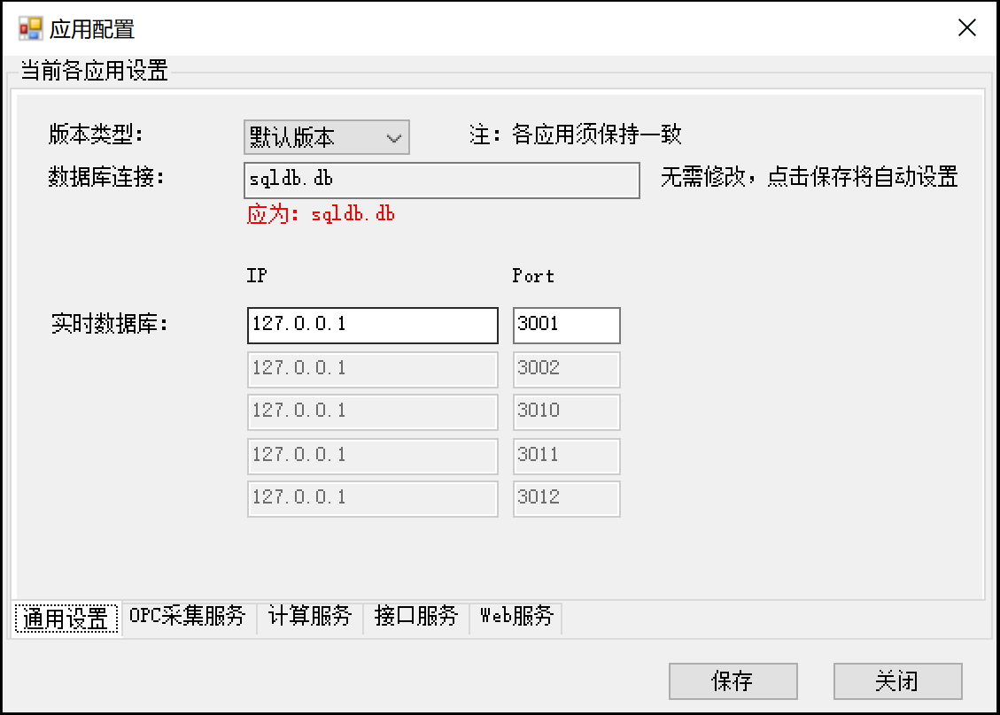 应用配置
当前各应用设置
版本类型： 默认版本 注：各应用须保持一致
数据库连接： sqldb.db 无需修改，点击保存将自动设置
应为：sqldb.db
IP Port
实时数据库： 127.0.0.1 3001
127.0.0.1 3002
127.0.0.1 3010
127.0.0.1 3011
127.0.0.1 3012
通用设置 OPC采集服务 计算服务 接口服务 Web服务
保存 关闭